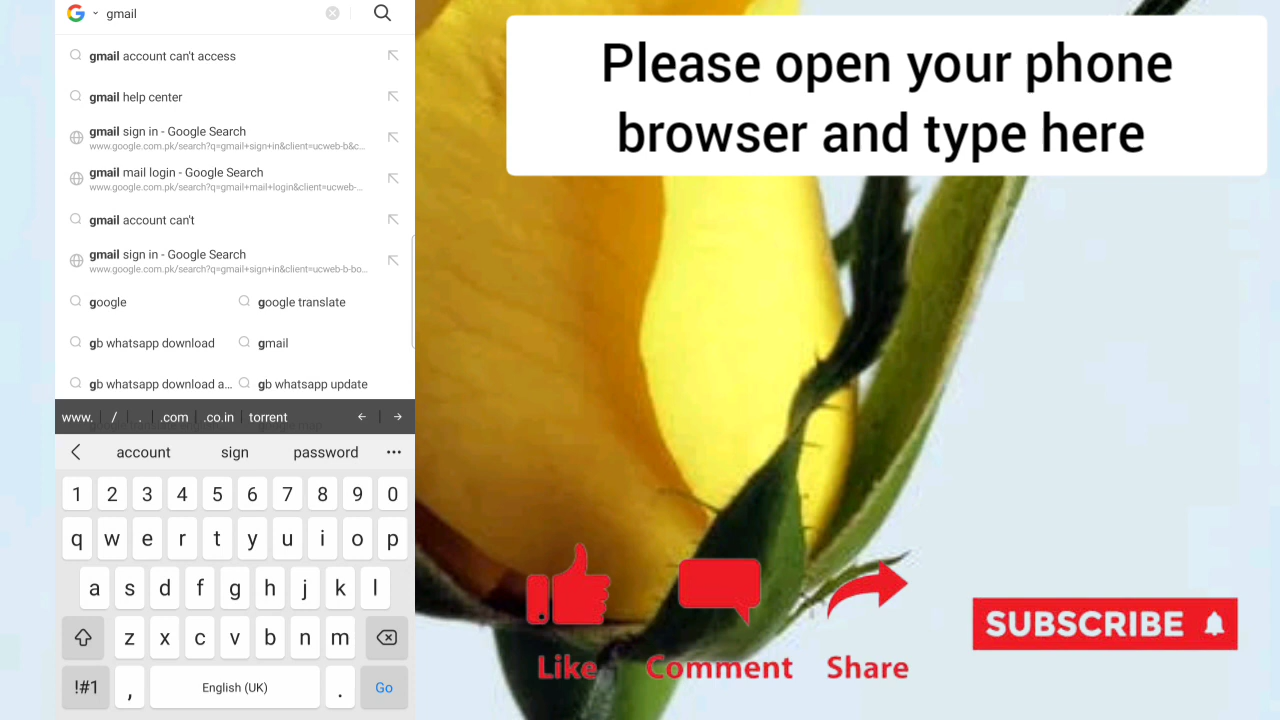 gmail
gmail account can't access
gmail help center
gmail sign in - Google Search
www.google.com.pk/search?q=gmail+sign+in&client=ucweb-b&c...
gmail mail login - Google Search
www.google.com.pk/search?q=gmail+mail+login&client=ucweb-...
gmail account can't
gmail sign in - Google Search
www.google.com.pk/search?q=gmail+sign+in&client=ucweb-b-bo...
google google translate
gb whatsapp download gmail
gb whatsapp download a... gb whatsapp update
www. / . .com .co.in torrent
account sign password
1 2 3 4 5 6 7 8 9 0
q w e r t y u i o p
a s d f g h j k l
z x c v b n m
!#1 , English (UK) . Go
Please open your phone
browser and type here
Like Comment Share
SUBSCRIBE